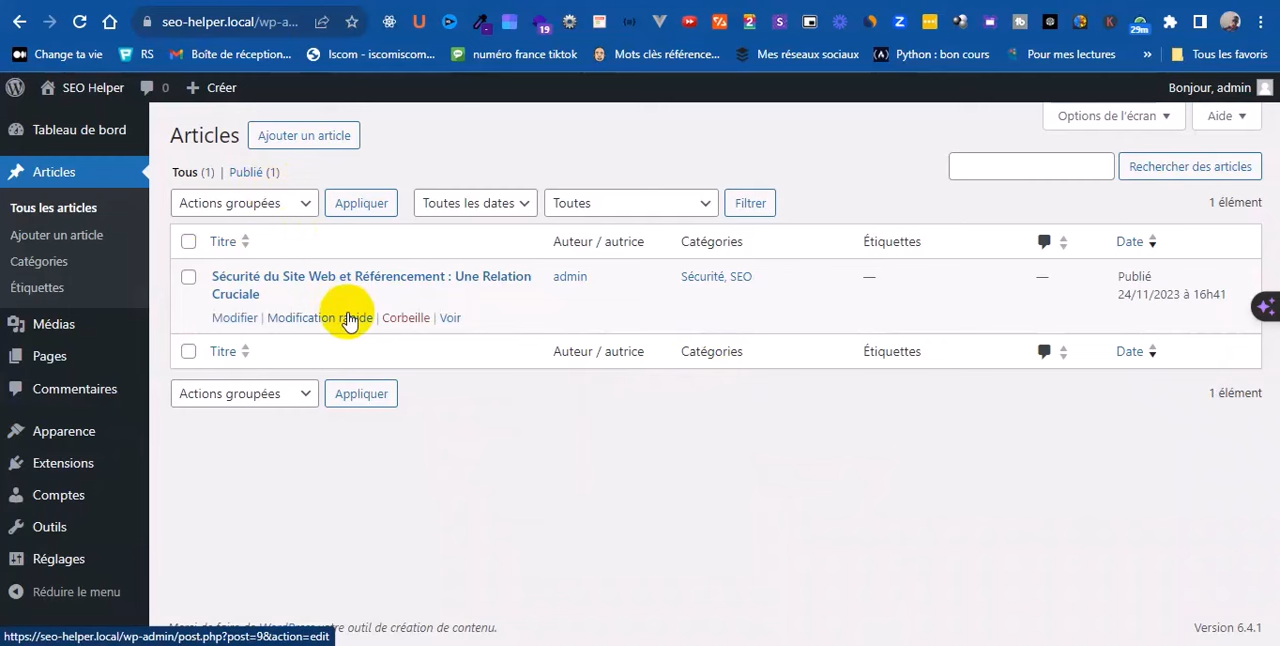 seo-helper.local/wp-a...
19
2
29m
Change ta vie
RS
Boîte de réception...
Iscom — iscomiscom...
numéro france tiktok
Mots clès référence...
Mes réseaux sociaux
Python : bon cours
Pour mes lectures
»
Tous les favoris
SEO Helper
0
Créer
Bonjour, admin
Tableau de bord
Articles
Tous les articles
Ajouter un article
Catégories
Étiquettes
Médias
Pages
Commentaires
Apparence
Extensions
Comptes
Outils
Réglages
Réduire le menu
Options de l'écran
Aide
Articles
Ajouter un article
Tous (1) | Publié (1)
Rechercher des articles
Actions groupées
Appliquer
Toutes les dates
Toutes
Filtrer
1 élément
Titre
Auteur / autrice
Catégories
Étiquettes
Date
Sécurité du Site Web et Référencement : Une Relation
Cruciale
admin
Sécurité, SEO
—
—
Publié
24/11/2023 à 16h41
Modifier | Modification rapide | Corbeille | Voir
Titre
Auteur / autrice
Catégories
Étiquettes
Date
Actions groupées
Appliquer
1 élément
de WordPress votre outil de création de contenu.
Version 6.4.1
https://seo-helper.local/wp-admin/post.php?post=9&action=edit